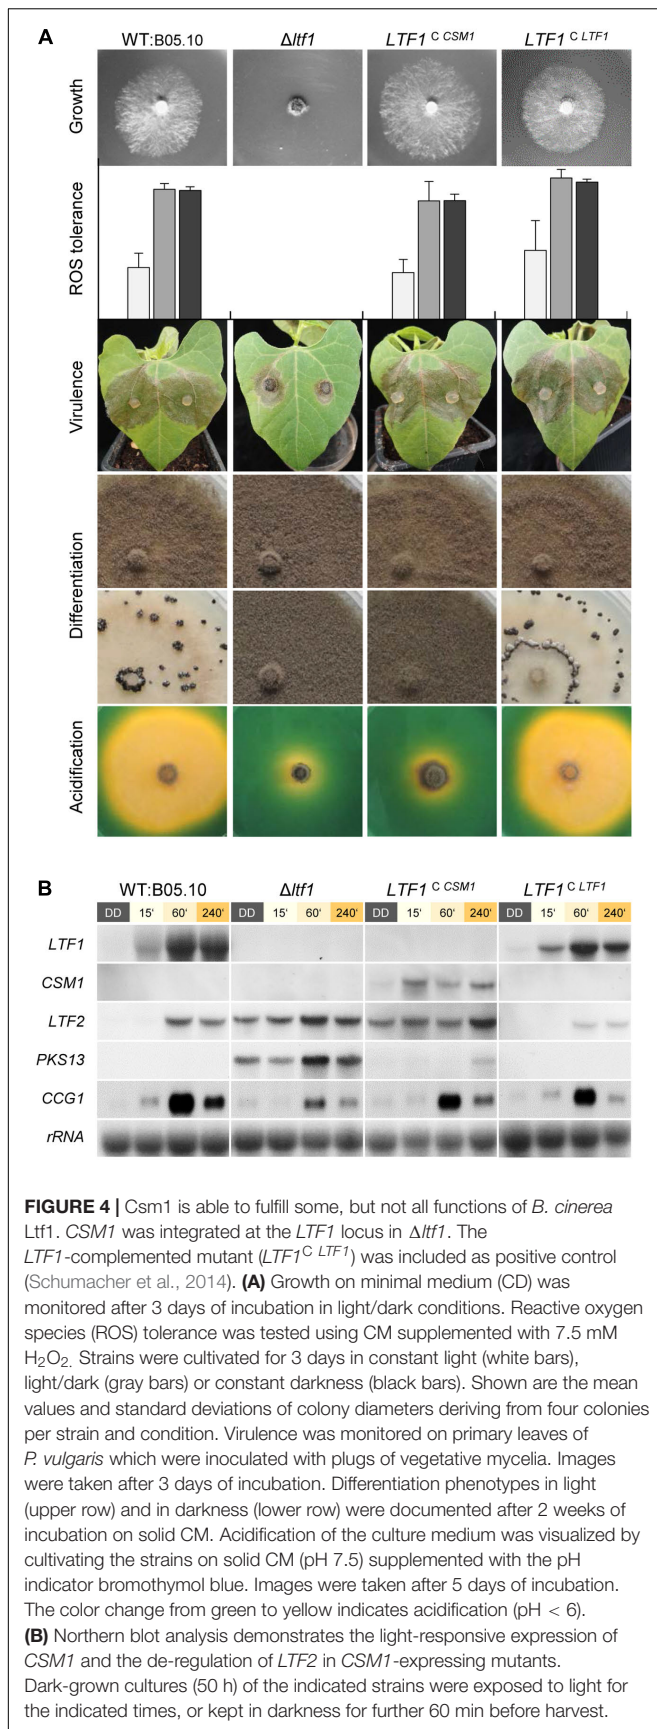 A
WT:B05.10 Δltf1 LTF1 C CSM1 LTF1 C LTF1
Growth
ROS tolerance
Virulence
Differentiation
Acidification
B
WT:B05.10 Δltf1 LTF1 C CSM1 LTF1 C LTF1
DD 15' 60' 240' DD 15' 60' 240' DD 15' 60' 240' DD 15' 60' 240'
LTF1
CSM1
LTF2
PKS13
CCG1
rRNA
FIGURE 4 | Csm1 is able to fulfill some, but not all functions of B. cinerea
Ltf1. CSM1 was integrated at the LTF1 locus in Δltf1. The
LTF1-complemented mutant (LTF1C LTF1) was included as positive control
(Schumacher et al., 2014). (A) Growth on minimal medium (CD) was
monitored after 3 days of incubation in light/dark conditions. Reactive oxygen
species (ROS) tolerance was tested using CM supplemented with 7.5 mM
H2O2. Strains were cultivated for 3 days in constant light (white bars),
light/dark (gray bars) or constant darkness (black bars). Shown are the mean
values and standard deviations of colony diameters deriving from four colonies
per strain and condition. Virulence was monitored on primary leaves of
P. vulgaris which were inoculated with plugs of vegetative mycelia. Images
were taken after 3 days of incubation. Differentiation phenotypes in light
(upper row) and in darkness (lower row) were documented after 2 weeks of
incubation on solid CM. Acidification of the culture medium was visualized by
cultivating the strains on solid CM (pH 7.5) supplemented with the pH
indicator bromothymol blue. Images were taken after 5 days of incubation.
The color change from green to yellow indicates acidification (pH < 6).
(B) Northern blot analysis demonstrates the light-responsive expression of
CSM1 and the de-regulation of LTF2 in CSM1-expressing mutants.
Dark-grown cultures (50 h) of the indicated strains were exposed to light for
the indicated times, or kept in darkness for further 60 min before harvest.